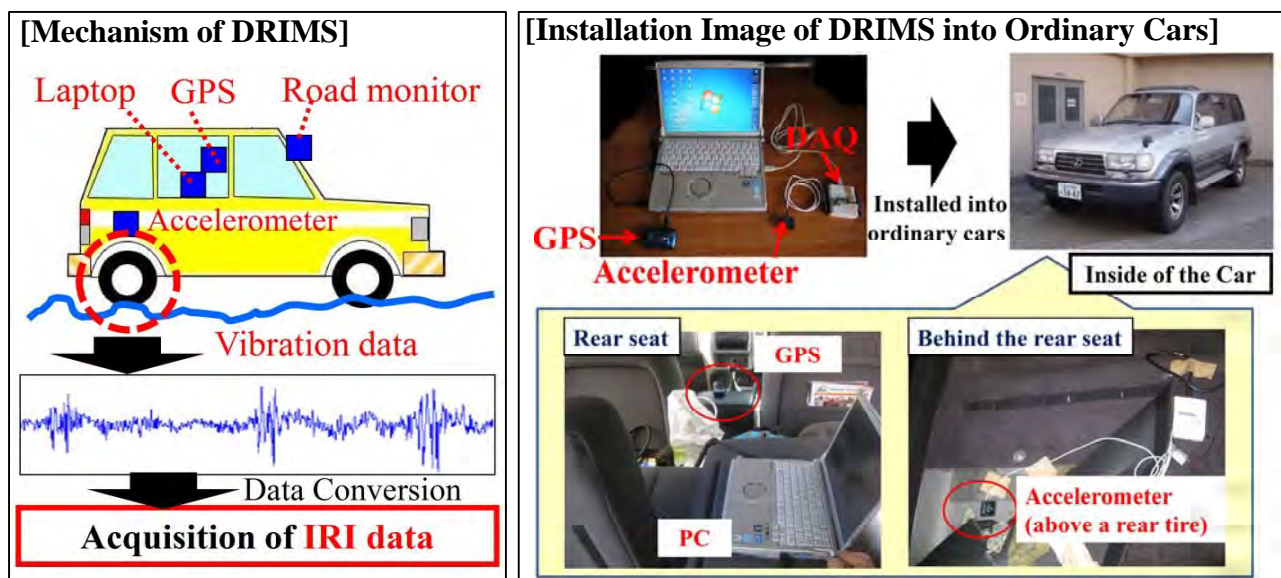 [Mechanism of DRIMS]
Laptop
GPS
Road monitor
Accelerometer
Vibration data
Data Conversion
Acquisition of IRI data
[Installation Image of DRIMS into Ordinary Cars]
DAQ
GPS
Accelerometer
Installed into
ordinary cars
Inside of the Car
Rear seat
GPS
PC
Behind the rear seat
Accelerometer
(above a rear tire)